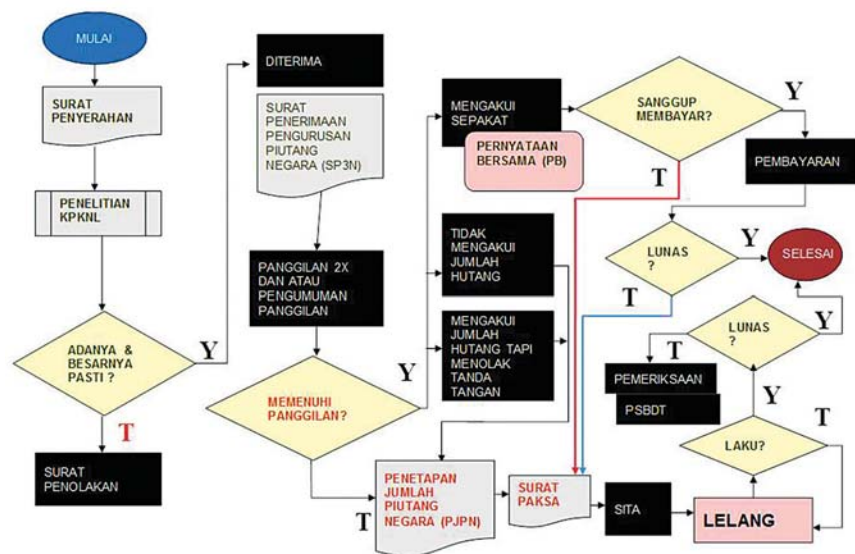 MULAI
SURAT
PENYERAHAN
PENELITIAN
KPKNL
ADANYA &
BESARNYA
PASTI ?
Y
T
SURAT
PENOLAKAN
DITERIMA
SURAT
PENERIMAAN
PENGURUSAN
PIUTANG
NEGARA (SP3N)
PANGGILAN 2X
DAN ATAU
PENGUMUMAN
PANGGILAN
MEMENUHI
PANGGILAN?
Y
T
MENGAKUI
SEPAKAT
PERNYATAAN
BERSAMA (PB)
TIDAK
MENGAKUI
JUMLAH
HUTANG
MENGAKUI
JUMLAH
HUTANG TAPI
MENOLAK
TANDA
TANGAN
PENETAPAN
JUMLAH
PIUTANG
NEGARA (PJPN)
SURAT
PAKSA
SANGGUP
MEMBAYAR?
Y
T
PEMBAYARAN
LUNAS
?
Y
T
SELESAI
LUNAS
?
Y
T
PEMERIKSAAN
PSBDT
Y
T
LAKU?
SITA
LELANG